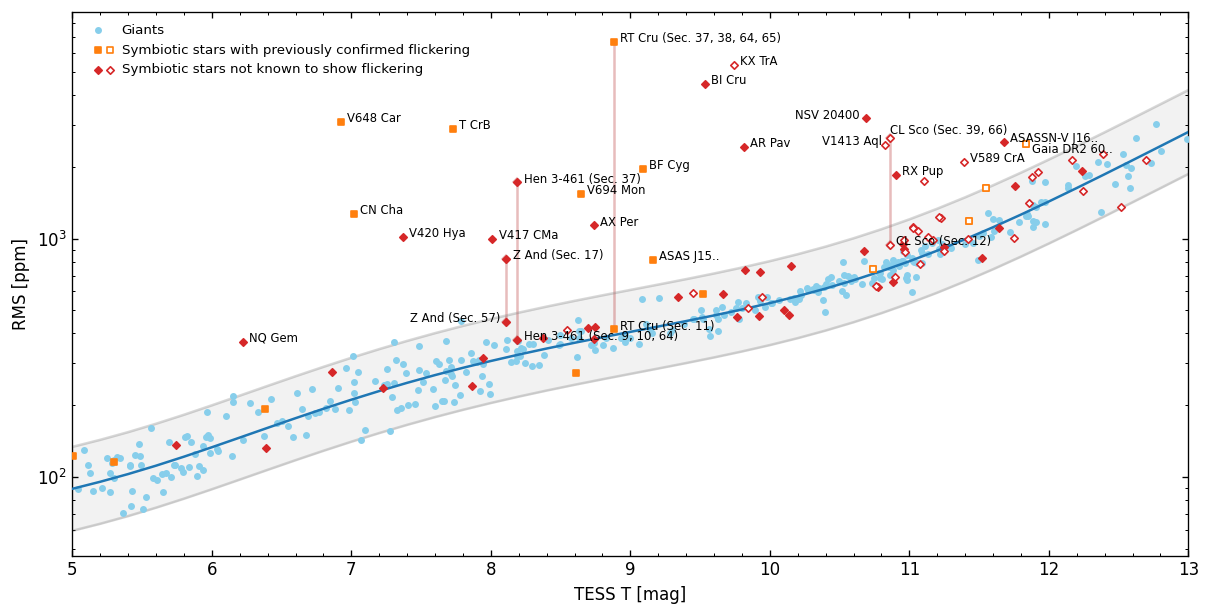 Giants
Symbiotic stars with previously confirmed flickering
Symbiotic stars not known to show flickering
RT Cru (Sec. 37, 38, 64, 65)
KX TrA
BI Cru
V648 Car
T CrB
NSV 20400
CL Sco (Sec. 39, 66)
V1413 Aql
ASASSN-V J16..
Gaia DR2 60..
AR Pav
V589 CrA
BF Cyg
RX Pup
Hen 3-461 (Sec. 37)
V694 Mon
CN Cha
AX Per
V420 Hya
V417 CMa
CL Sco (Sec. 12)
Z And (Sec. 17)
ASAS J15..
Z And (Sec. 57)
RT Cru (Sec. 11)
NQ Gem
Hen 3-461 (Sec. 9, 10, 64)
RMS [ppm]
10³
10²
5 6 7 8 9 10 11 12 13
TESS T [mag]